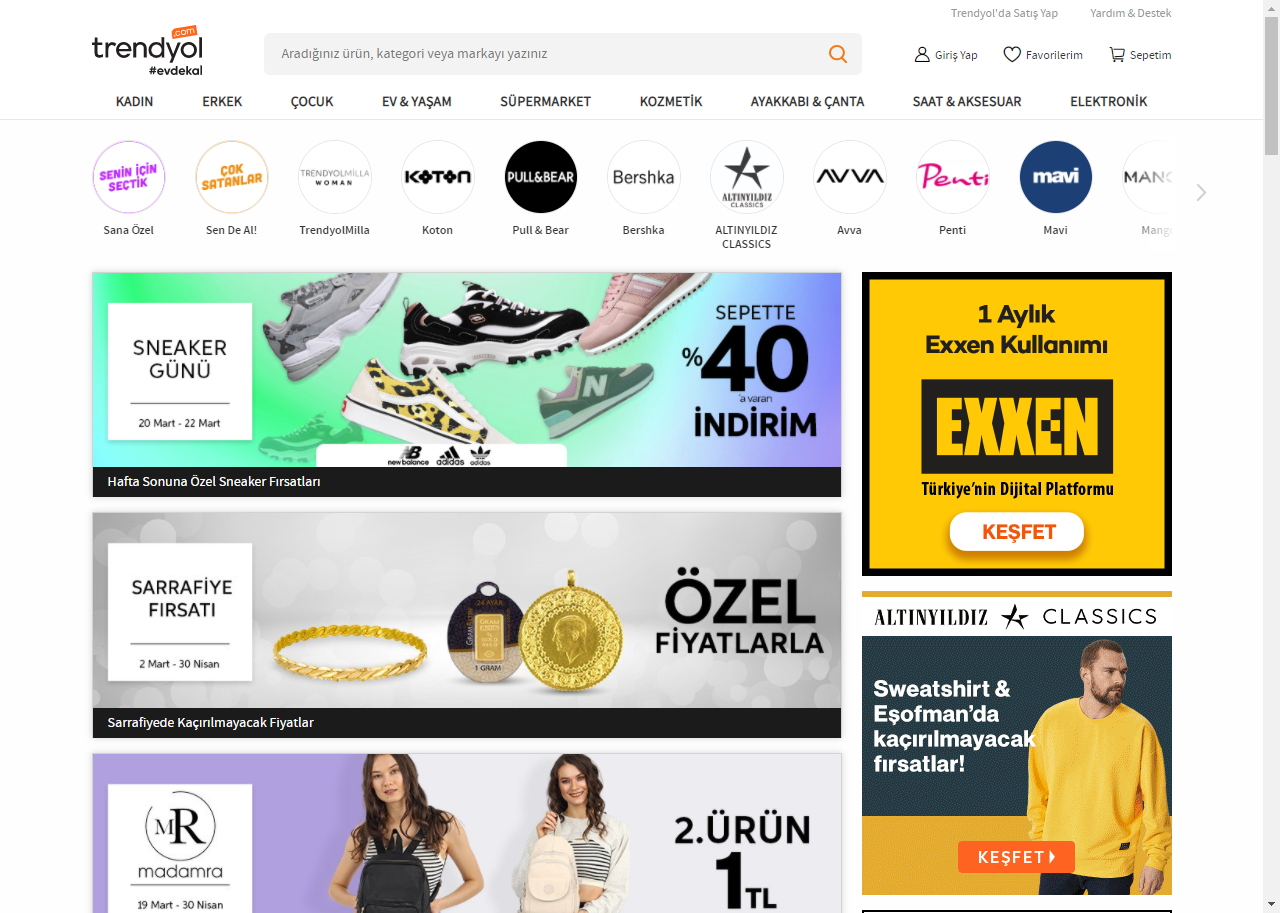 Trendyol'da Satış Yap
Yardım & Destek
trendyol
.com
#evdekal
Aradığınız ürün, kategori veya markayı yazınız
Giriş Yap
Favorilerim
Sepetim
KADIN
ERKEK
ÇOCUK
EV & YAŞAM
SÜPERMARKET
KOZMETİK
AYAKKABI & ÇANTA
SAAT & AKSESUAR
ELEKTRONİK
SENİN İÇİN
SEÇTİK
ÇOK
SATANLAR
TRENDYOLMILLA
WOMAN
KOTON
PULL&BEAR
Bershka
ALTINYILDIZ
CLASSICS
AVVA
Penti
mavi
MANG
Sana Özel
Sen De Al!
TrendyolMilla
Koton
Pull & Bear
Bershka
ALTINYILDIZ
CLASSICS
Avva
Penti
Mavi
Mango
SNEAKER
GÜNÜ
20 Mart - 22 Mart
SEPETTE
%40
'a varan
İNDİRİM
N
new balance
adidas
adidas
Hafta Sonuna Özel Sneaker Fırsatları
1 Aylık
Exxen Kullanımı
EXXEN
Türkiye'nin Dijital Platformu
KEŞFET
SARRAFİYE
FIRSATI
2 Mart - 30 Nisan
24 AYAR
1 GRAM
ÖZEL
FİYATLARLA
Sarrafiyede Kaçırılmayacak Fiyatlar
ALTINYILDIZ CLASSICS
Sweatshirt &
Eşofman'da
kaçırılmayacak
fırsatlar!
KEŞFET
MR
madamra
19 Mart - 30 Nisan
2.ÜRÜN
1TL